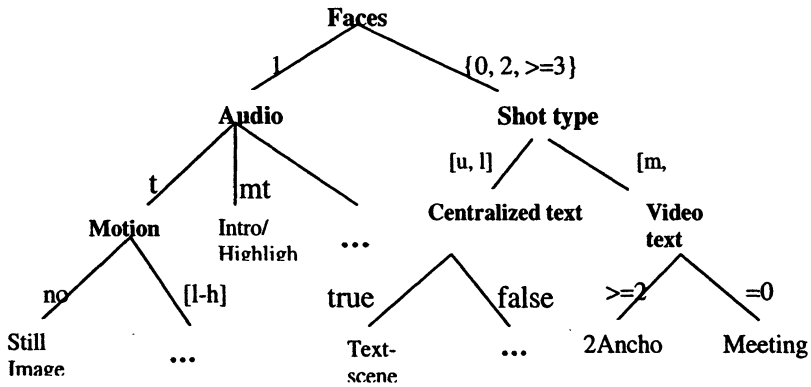 Faces
1 {0, 2, >=3}
Audio Shot type
t mt [u, l] [m,
Motion Intro/ ... Centralized text Video
Highligh text
no [l-h] true false >=2 =0
Still ... Text- ... 2Ancho Meeting
Image scene